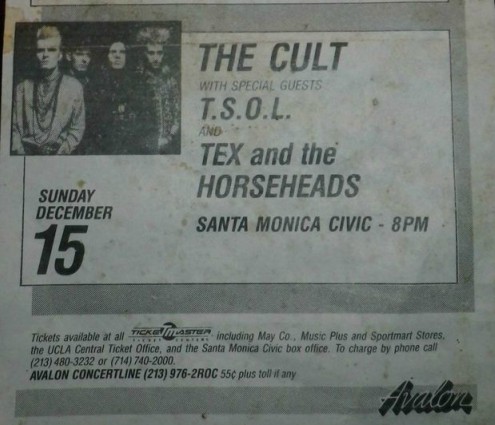 THE CULT
WITH SPECIAL GUESTS
T.S.O.L.
AND
TEX and the
HORSEHEADS
SANTA MONICA CIVIC - 8PM
SUNDAY
DECEMBER
15
Tickets available at all TICKETMASTER TICKET CENTERS including May Co., Music Plus and Sportmart Stores,
the UCLA Central Ticket Office, and the Santa Monica Civic box office. To charge by phone call
(213) 480-3232 or (714) 740-2000.
AVALON CONCERTLINE (213) 976-2ROC 55¢ plus toll if any
Avalon